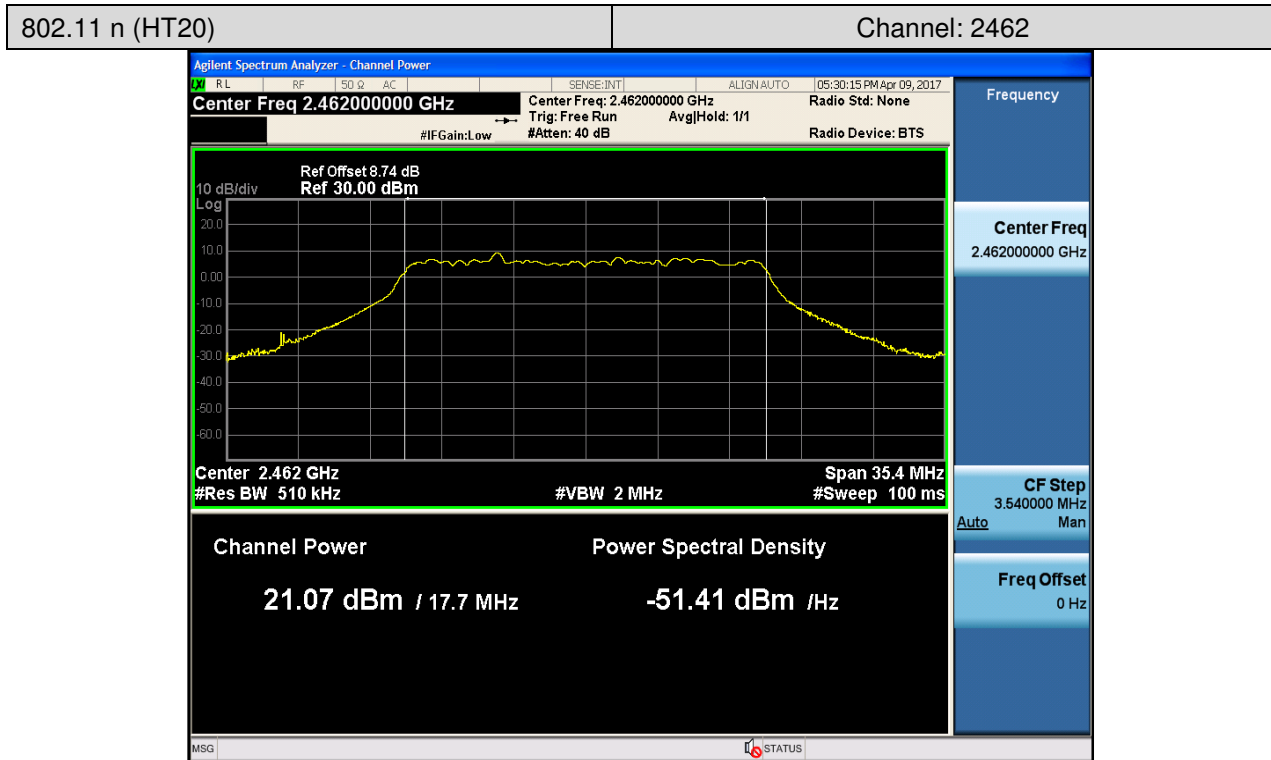 802.11 n (HT20) Channel: 2462
Agilent Spectrum Analyzer - Channel Power
LXI RL RF 50 Ω AC SENSE:INT ALIGN AUTO 05:30:15 PM Apr 09, 2017
Center Freq 2.462000000 GHz Center Freq: 2.462000000 GHz Radio Std: None
Trig: Free Run Avg|Hold: 1/1
#IFGain:Low #Atten: 40 dB Radio Device: BTS
Frequency
Ref Offset 8.74 dB
10 dB/div Ref 30.00 dBm
Log
20.0
10.0
0.00
-10.0
-20.0
-30.0
-40.0
-50.0
-60.0
Center 2.462 GHz Span 35.4 MHz
#Res BW 510 kHz #VBW 2 MHz #Sweep 100 ms
Channel Power Power Spectral Density
21.07 dBm / 17.7 MHz -51.41 dBm /Hz
Center Freq
2.462000000 GHz
CF Step
3.540000 MHz
Auto Man
Freq Offset
0 Hz
MSG STATUS